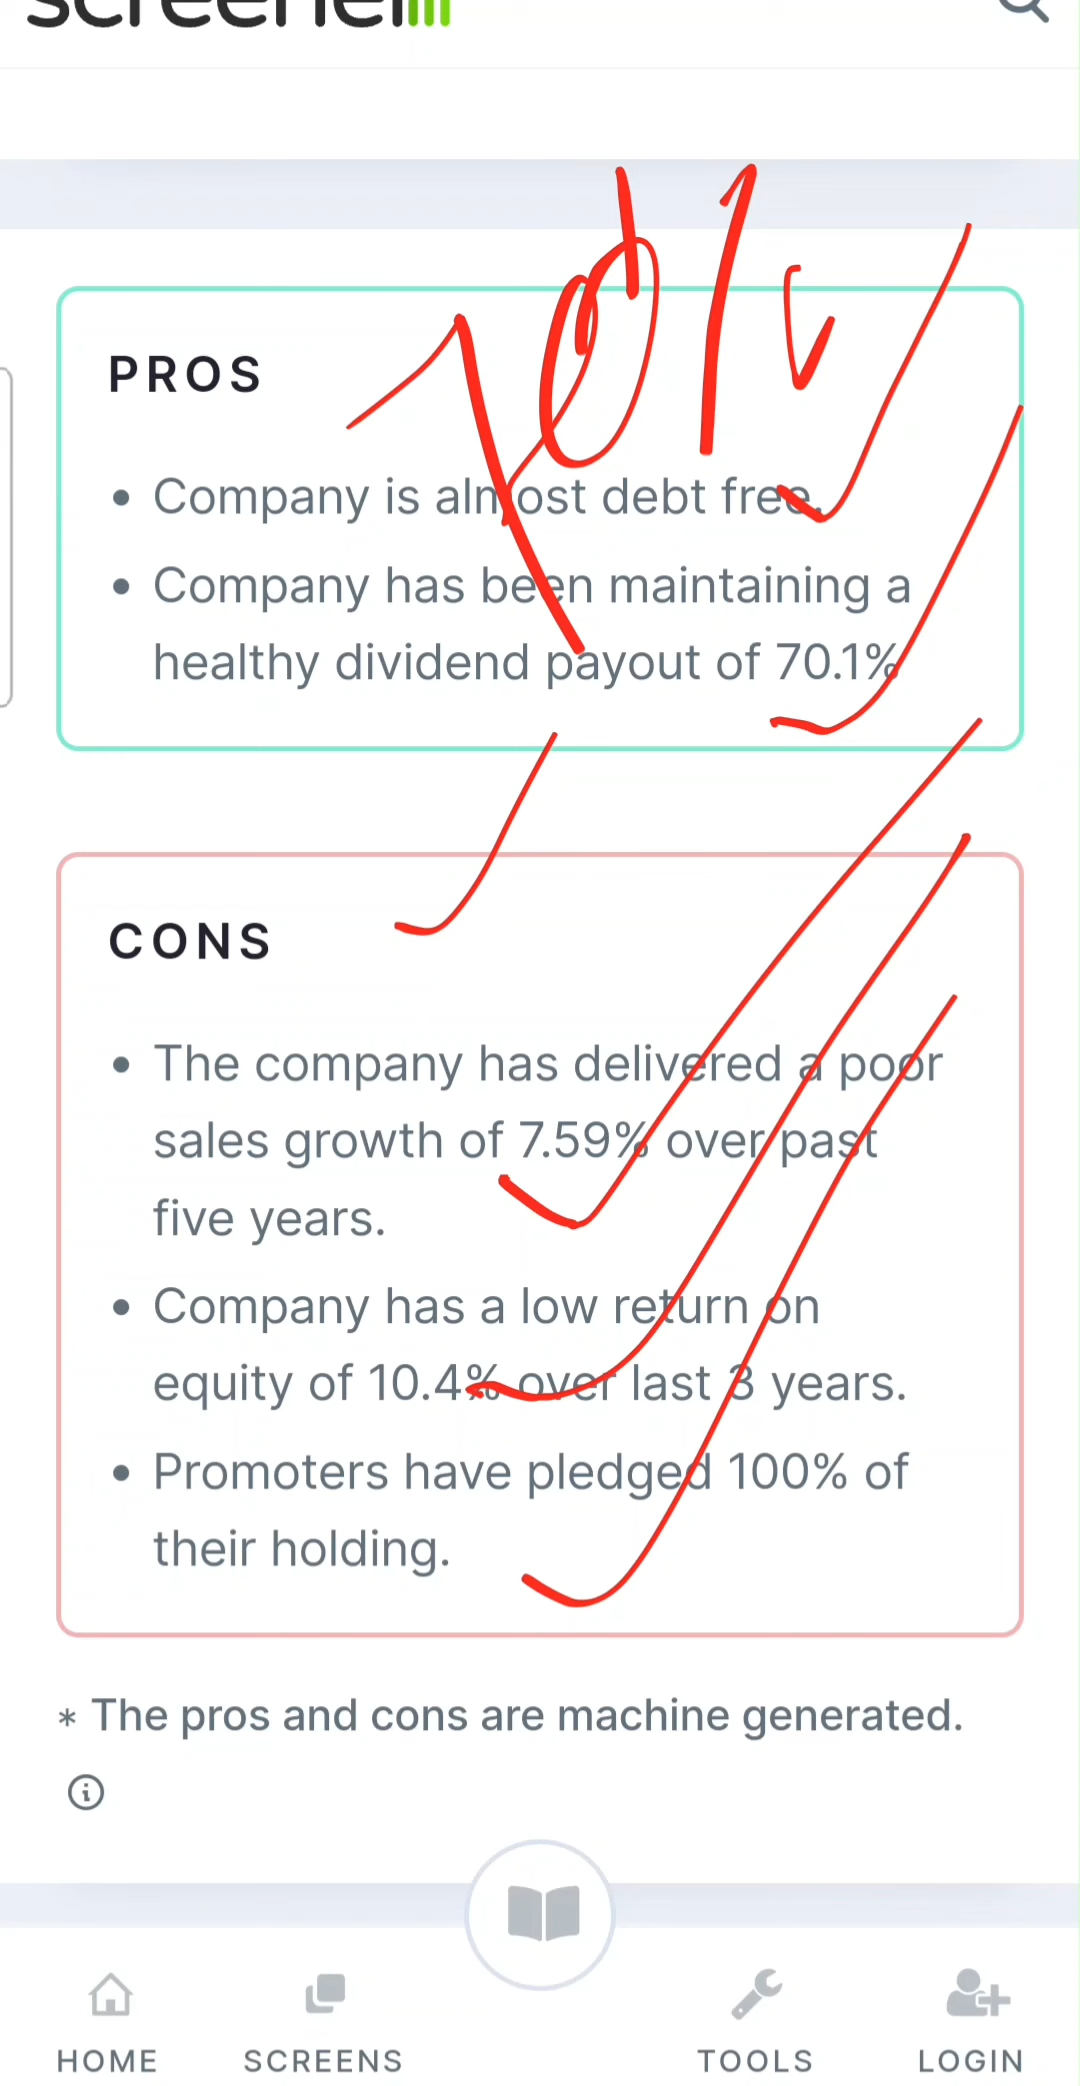 screener
PROS
Company is almost debt free.
Company has been maintaining a
healthy dividend payout of 70.1%
CONS
The company has delivered a poor
sales growth of 7.59% over past
five years.
Company has a low return on
equity of 10.4% over last 3 years.
Promoters have pledged 100% of
their holding.
* The pros and cons are machine generated.
HOME SCREENS TOOLS LOGIN